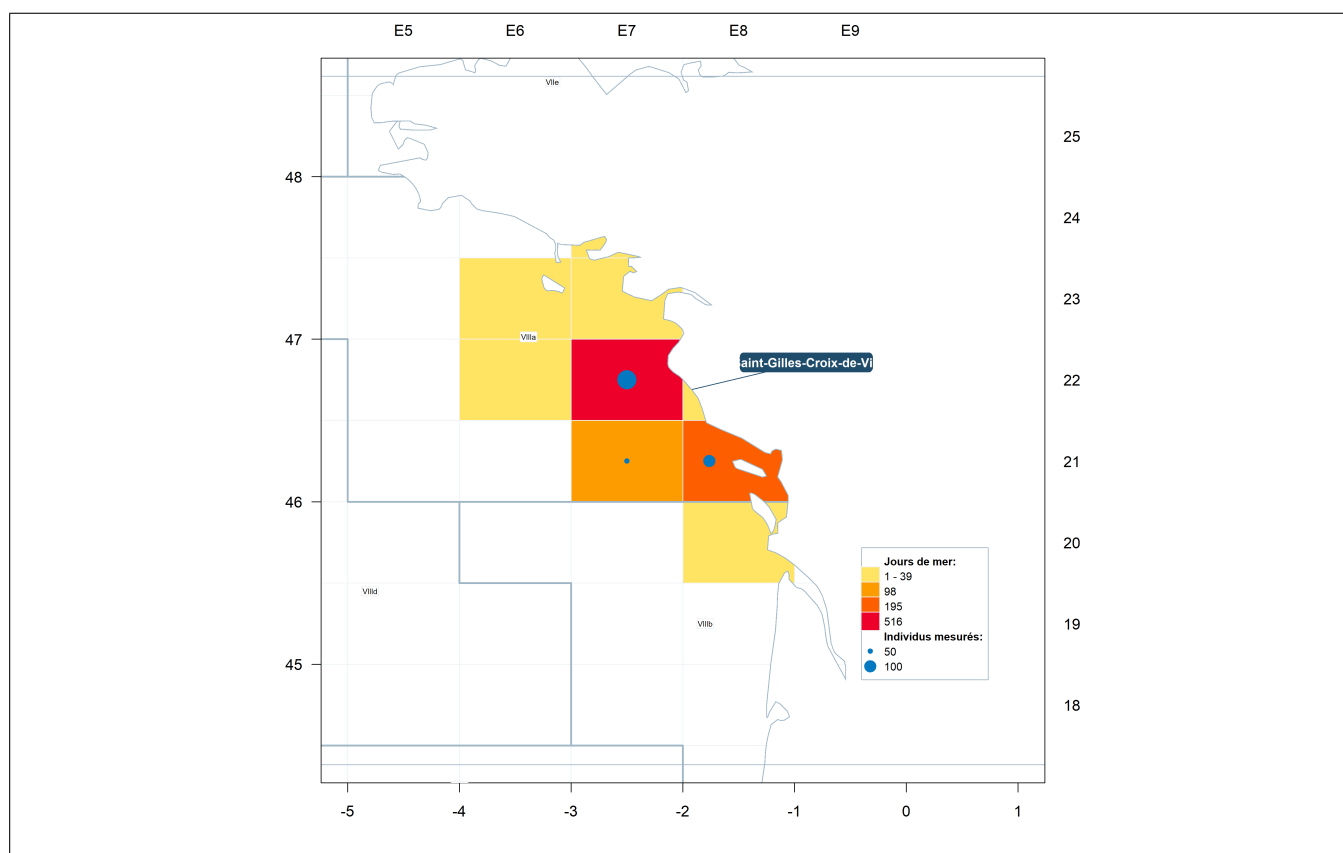 E5 E6 E7 E8 E9
VIIe
25
48
24
23
VIIIa
47
aint-Gilles-Croix-de-Vi
22
21
46
20
Jours de mer:
1 - 39
98
195
516
Individus mesurés:
50
100
VIIId
VIIIb
19
45
18
-5 -4 -3 -2 -1 0 1